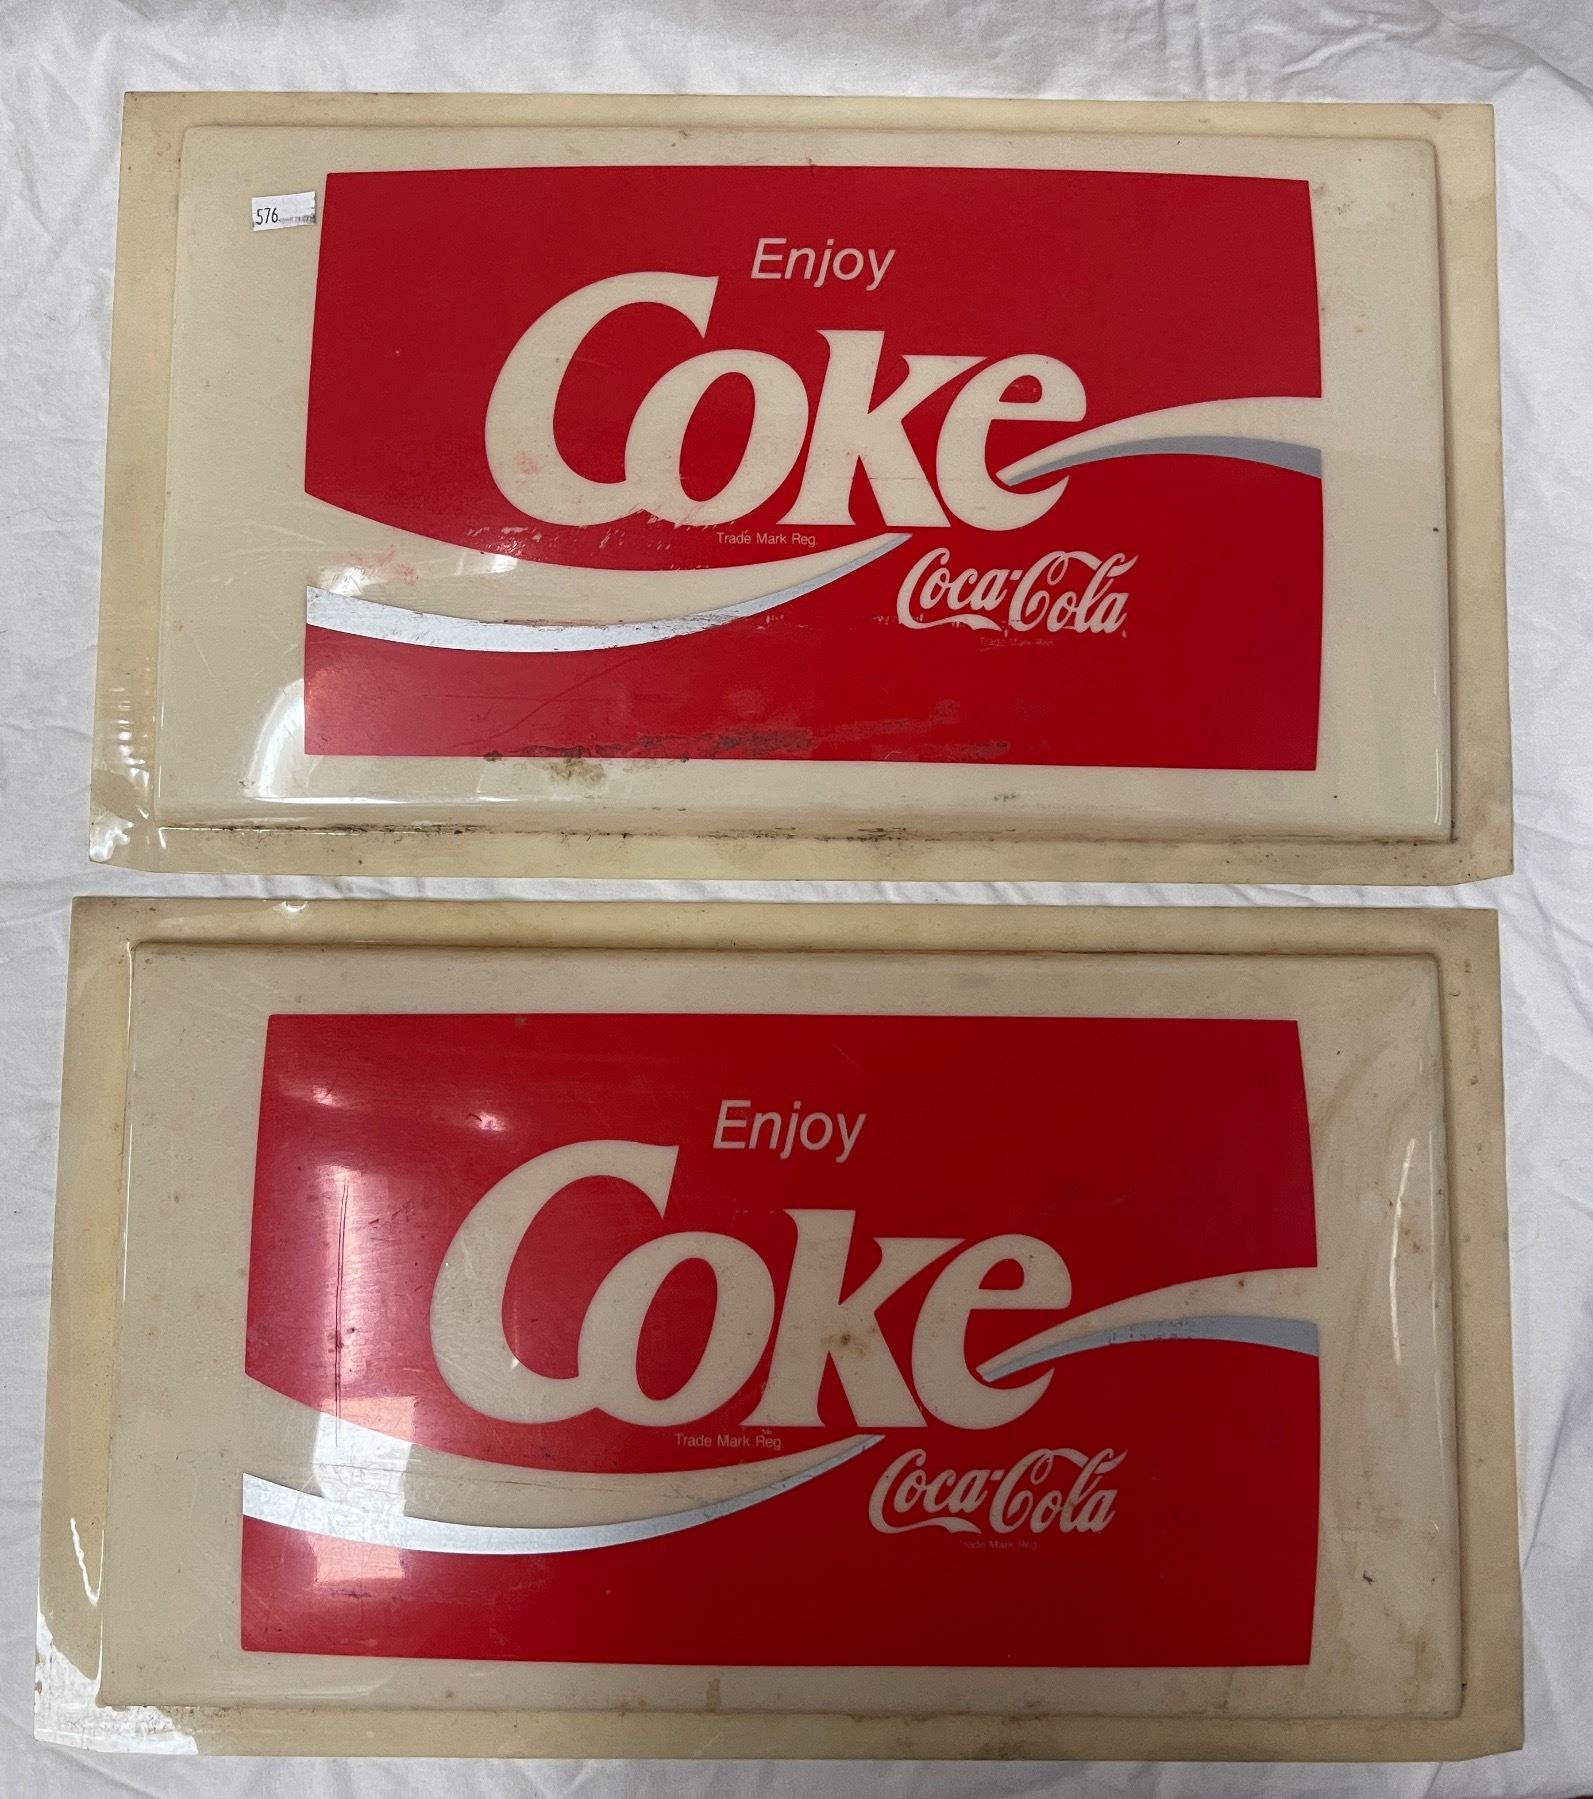 576
Enjoy
Coke
Trade Mark Reg.
Coca-Cola
Trade Mark Reg.
Enjoy
Coke
Trade Mark Reg
Coca-Cola
Trade Mark Reg